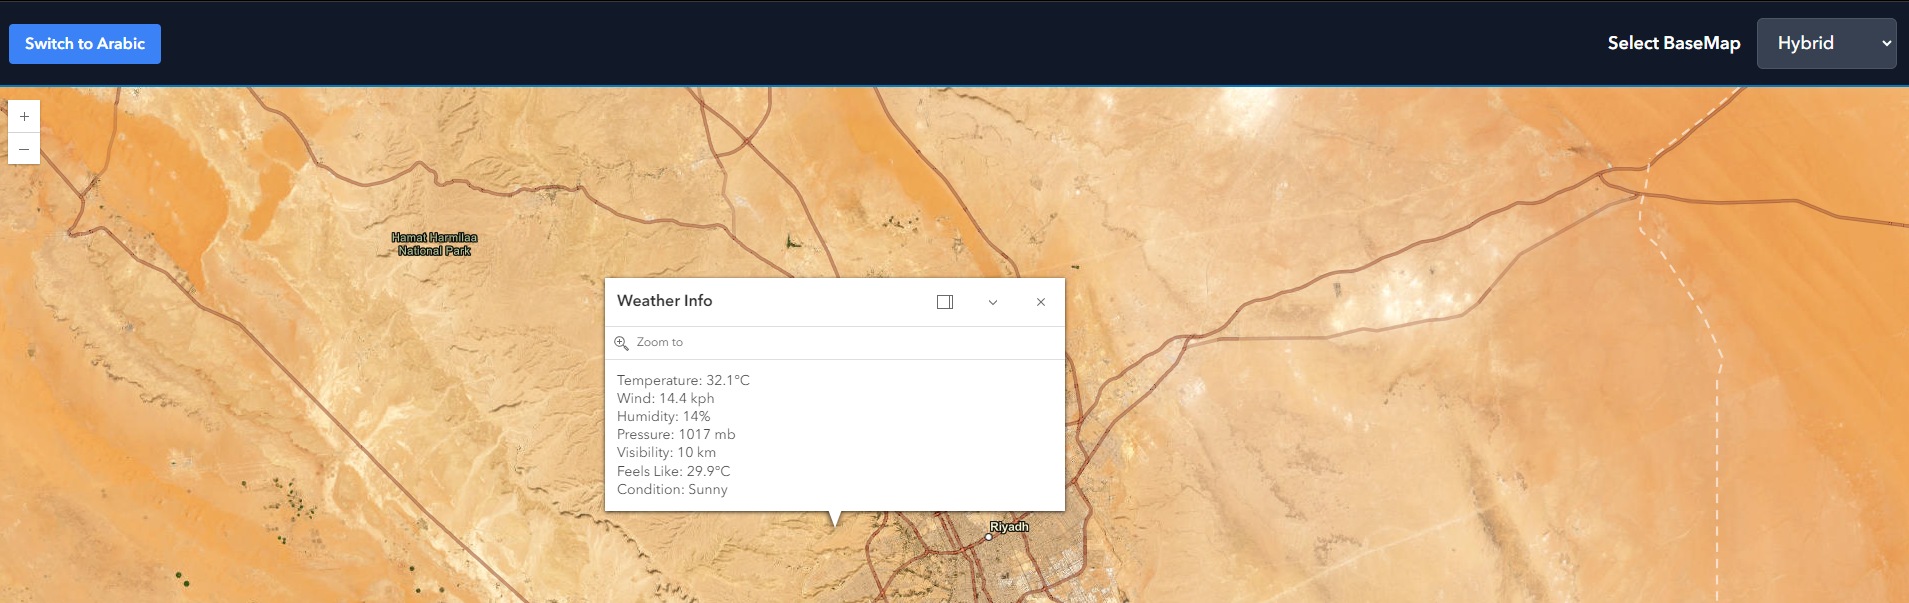 Switch to Arabic
Select BaseMap
Hybrid
+
−
Hamat Harmilaa
National Park
Weather Info
Zoom to
Temperature: 32.1°C
Wind: 14.4 kph
Humidity: 14%
Pressure: 1017 mb
Visibility: 10 km
Feels Like: 29.9°C
Condition: Sunny
Riyadh